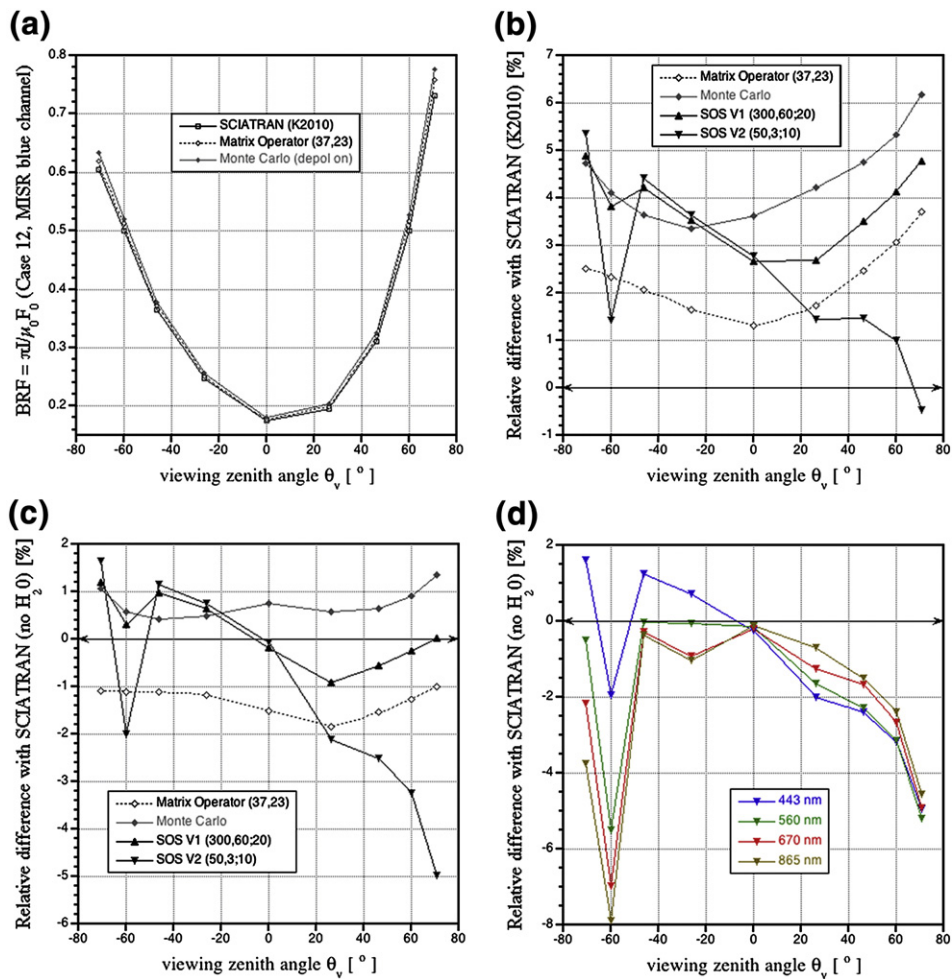 (a)
BRF = πI/μ₀F₀ (Case 12, MISR blue channel)
0.8
0.7
0.6
0.5
0.4
0.3
0.2
SCIATRAN (K2010)
Matrix Operator (37,23)
Monte Carlo (depol on)
-80 -60 -40 -20 0 20 40 60 80
viewing zenith angle θᵥ [ ° ]
(b)
Relative difference with SCIATRAN (K2010) [%]
7
6
5
4
3
2
1
0
-1
Matrix Operator (37,23)
Monte Carlo
SOS V1 (300,60;20)
SOS V2 (50,3;10)
-80 -60 -40 -20 0 20 40 60 80
viewing zenith angle θᵥ [ ° ]
(c)
Relative difference with SCIATRAN (no H₂0) [%]
2
1
0
-1
-2
-3
-4
-5
-6
Matrix Operator (37,23)
Monte Carlo
SOS V1 (300,60;20)
SOS V2 (50,3;10)
-80 -60 -40 -20 0 20 40 60 80
viewing zenith angle θᵥ [ ° ]
(d)
Relative difference with SCIATRAN (no H₂0) [%]
2
0
-2
-4
-6
-8
443 nm
560 nm
670 nm
865 nm
-80 -60 -40 -20 0 20 40 60 80
viewing zenith angle θᵥ [ ° ]